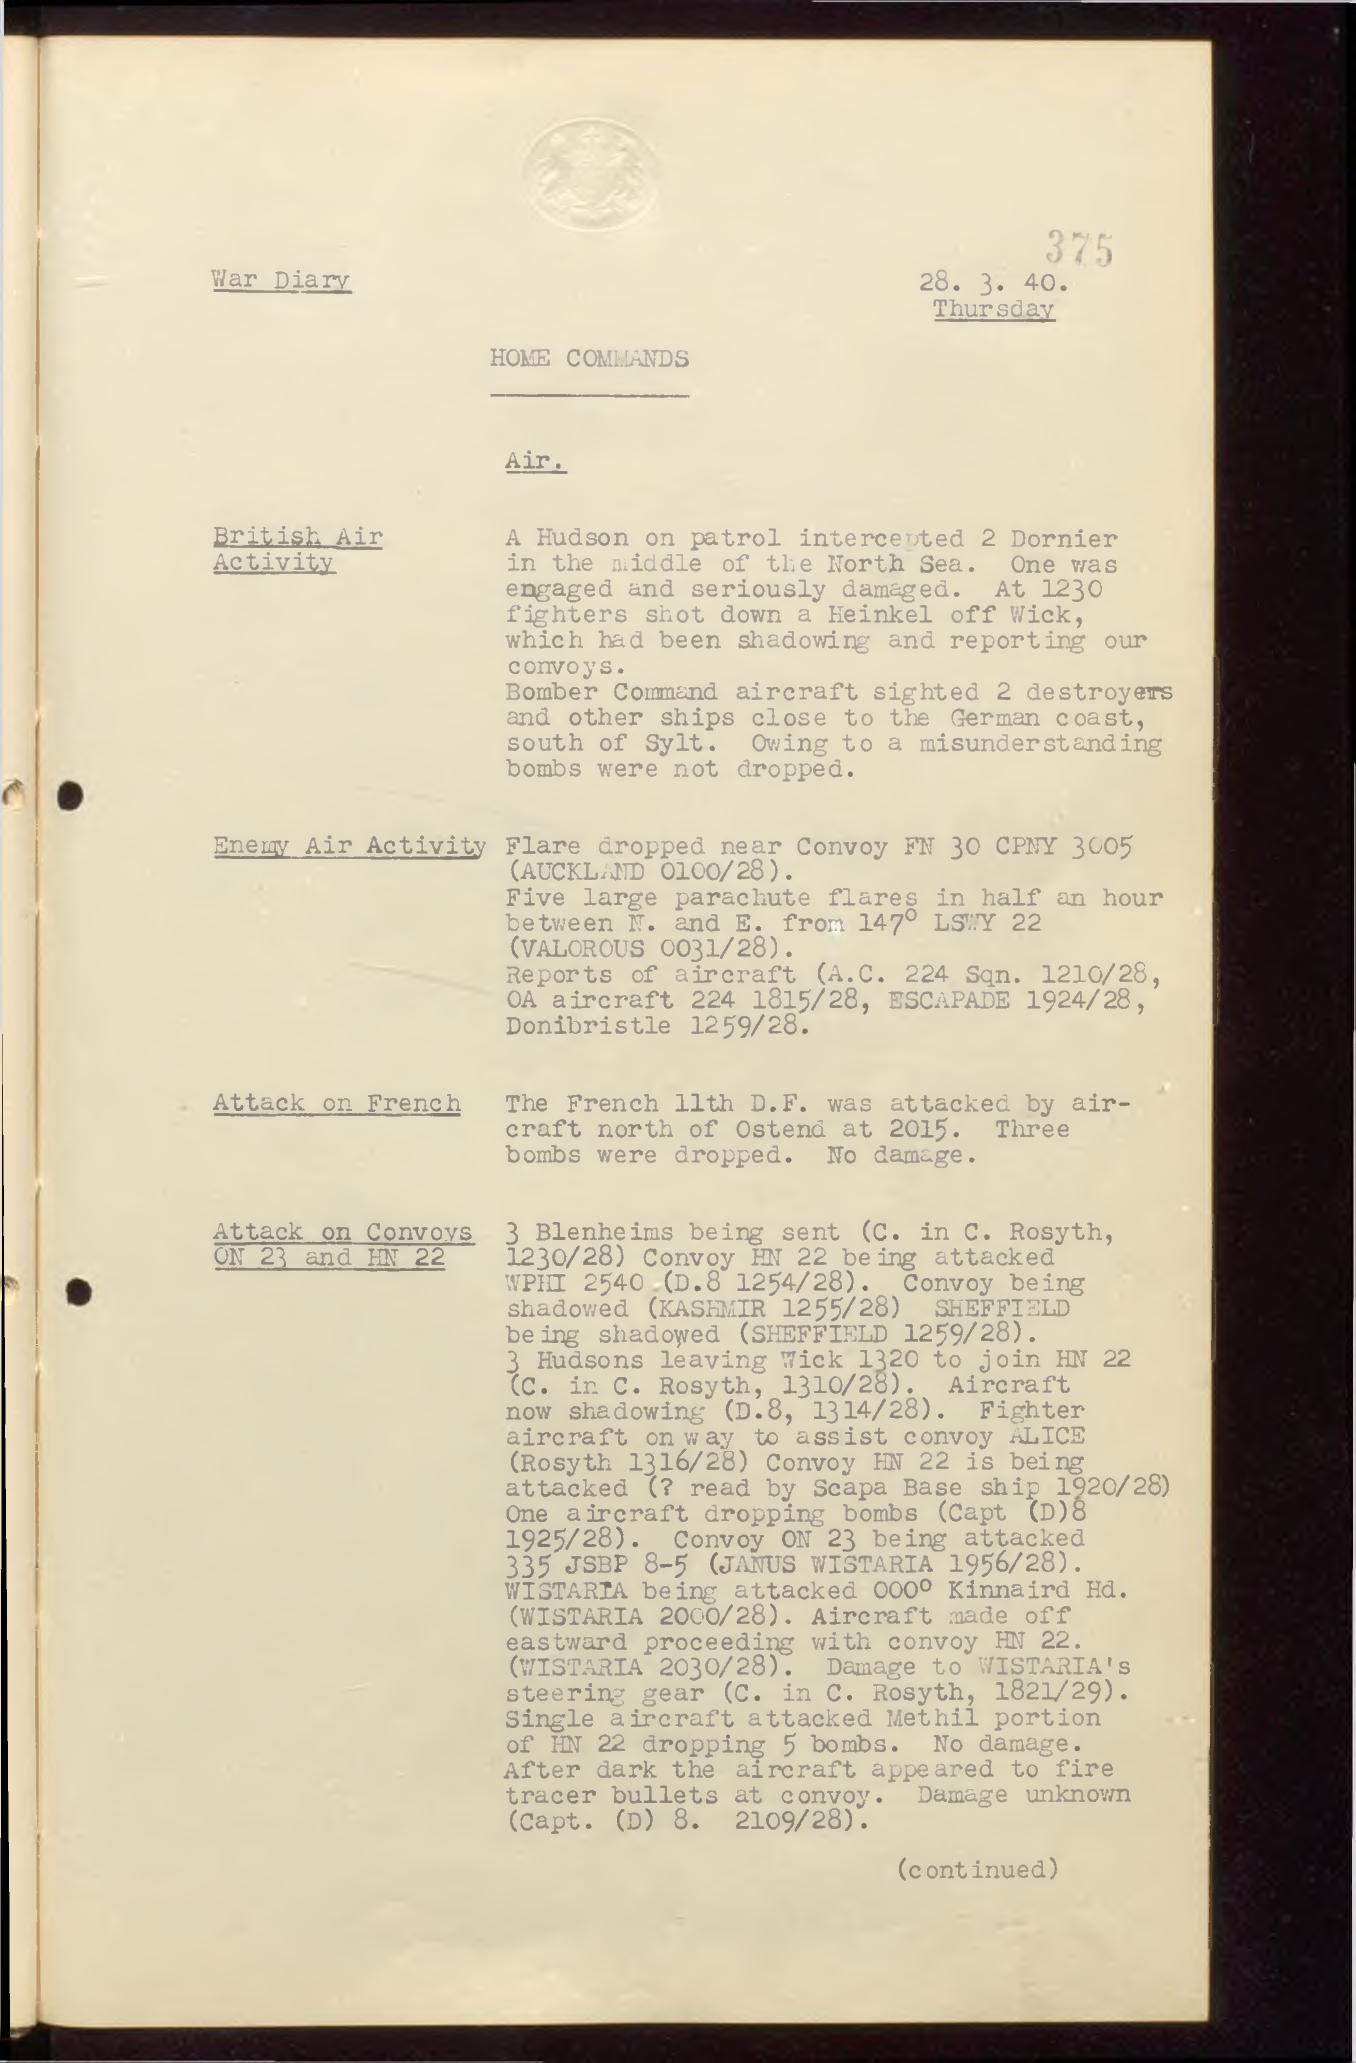 375
War Diary
28. 3. 40.
Thursday
HOME COMMANDS
Air.
British Air
Activity
A Hudson on patrol intercepted 2 Dornier
in the middle of the North Sea. One was
engaged and seriously damaged. At 1230
fighters shot down a Heinkel off Wick,
which had been shadowing and reporting our
convoys.
Bomber Command aircraft sighted 2 destroyers
and other ships close to the German coast,
south of Sylt. Owing to a misunderstanding
bombs were not dropped.
Enemy Air Activity
Flare dropped near Convoy FN 30 CPNY 3005
(AUCKLAND 0100/28).
Five large parachute flares in half an hour
between N. and E. from 147° LSWY 22
(VALOROUS 0031/28).
Reports of aircraft (A.C. 224 Sqn. 1210/28,
OA aircraft 224 1815/28, ESCAPADE 1924/28,
Donibristle 1259/28.
Attack on French
The French 11th D.F. was attacked by air-
craft north of Ostend at 2015. Three
bombs were dropped. No damage.
Attack on Convoys
ON 23 and HN 22
3 Blenheims being sent (C. in C. Rosyth,
1230/28) Convoy HN 22 being attacked
WPHI 2540 (D.8 1254/28). Convoy being
shadowed (KASHMIR 1255/28) SHEFFIELD
being shadowed (SHEFFIELD 1259/28).
3 Hudsons leaving Wick 1320 to join HN 22
(C. in C. Rosyth, 1310/28). Aircraft
now shadowing (D.8, 1314/28). Fighter
aircraft on way to assist convoy ALICE
(Rosyth 1316/28) Convoy HN 22 is being
attacked (? read by Scapa Base ship 1920/28)
One aircraft dropping bombs (Capt (D)8
1925/28). Convoy ON 23 being attacked
335 JSBP 8-5 (JANUS WISTARIA 1956/28).
WISTARIA being attacked 000° Kinnaird Hd.
(WISTARIA 2000/28). Aircraft made off
eastward proceeding with convoy HN 22.
(WISTARIA 2030/28). Damage to WISTARIA's
steering gear (C. in C. Rosyth, 1821/29).
Single aircraft attacked Methil portion
of HN 22 dropping 5 bombs. No damage.
After dark the aircraft appeared to fire
tracer bullets at convoy. Damage unknown
(Capt. (D) 8. 2109/28).
(continued)